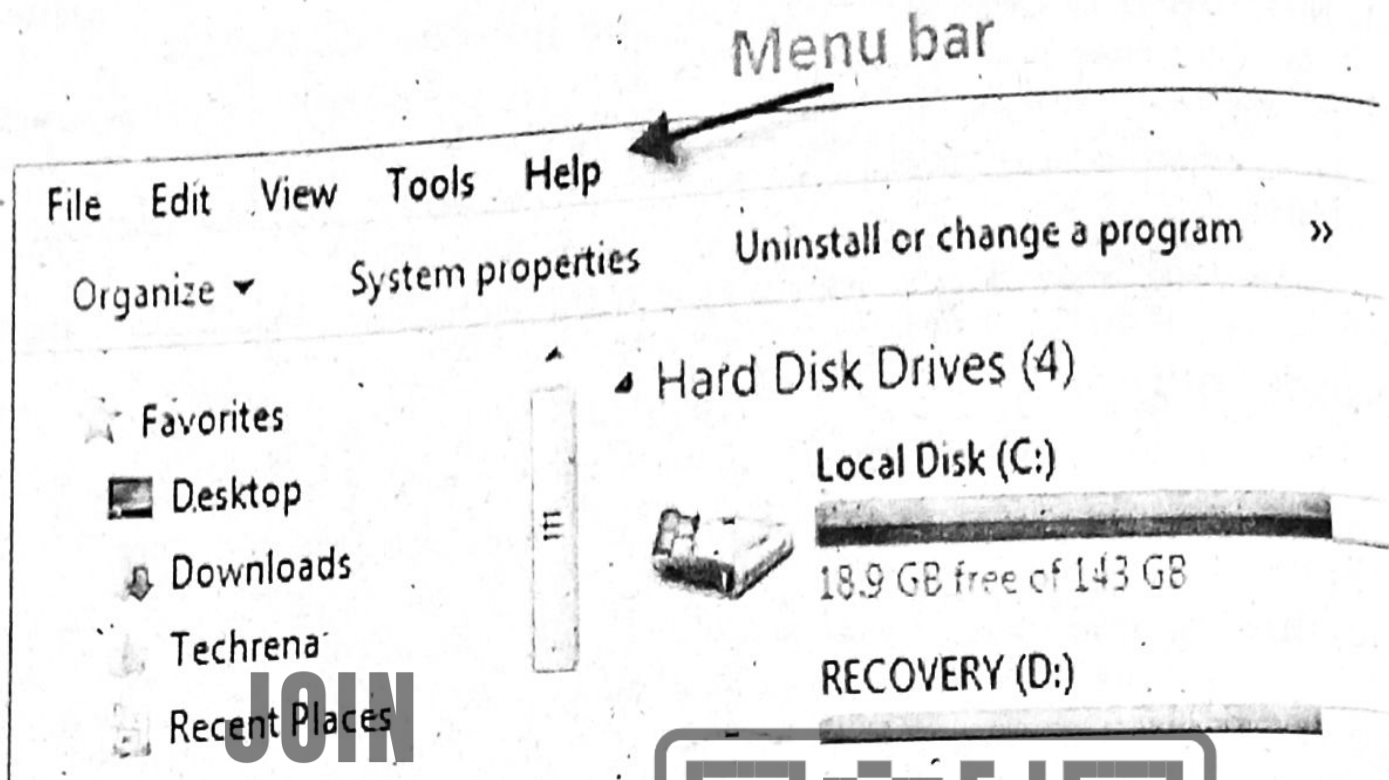 Menu bar
File Edit View Tools Help
Organize System properties Uninstall or change a program »
Favorites
Desktop
Downloads
Techrena
Recent Places
Hard Disk Drives (4)
Local Disk (C:)
18.9 GB free of 143 GB
RECOVERY (D:)
JOIN